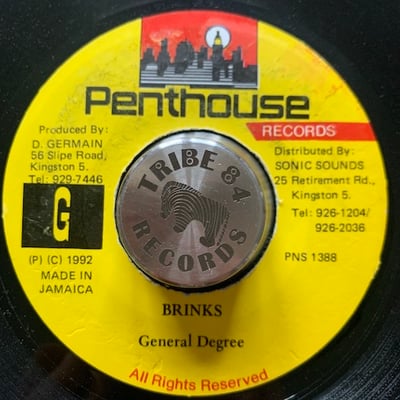 Penthouse
RECORDS
Produced By:
D. GERMAIN
56 Slipe Road,
Kingston 5.
Tel: 929-7446
Distributed By:
SONIC SOUNDS
25 Retirement Rd.,
Kingston 5.
Tel: 926-1204/
926-2036
G
TRIBE 84
RECORDS
(P) (C) 1992
MADE IN
JAMAICA
PNS 1388
BRINKS
General Degree
All Rights Reserved